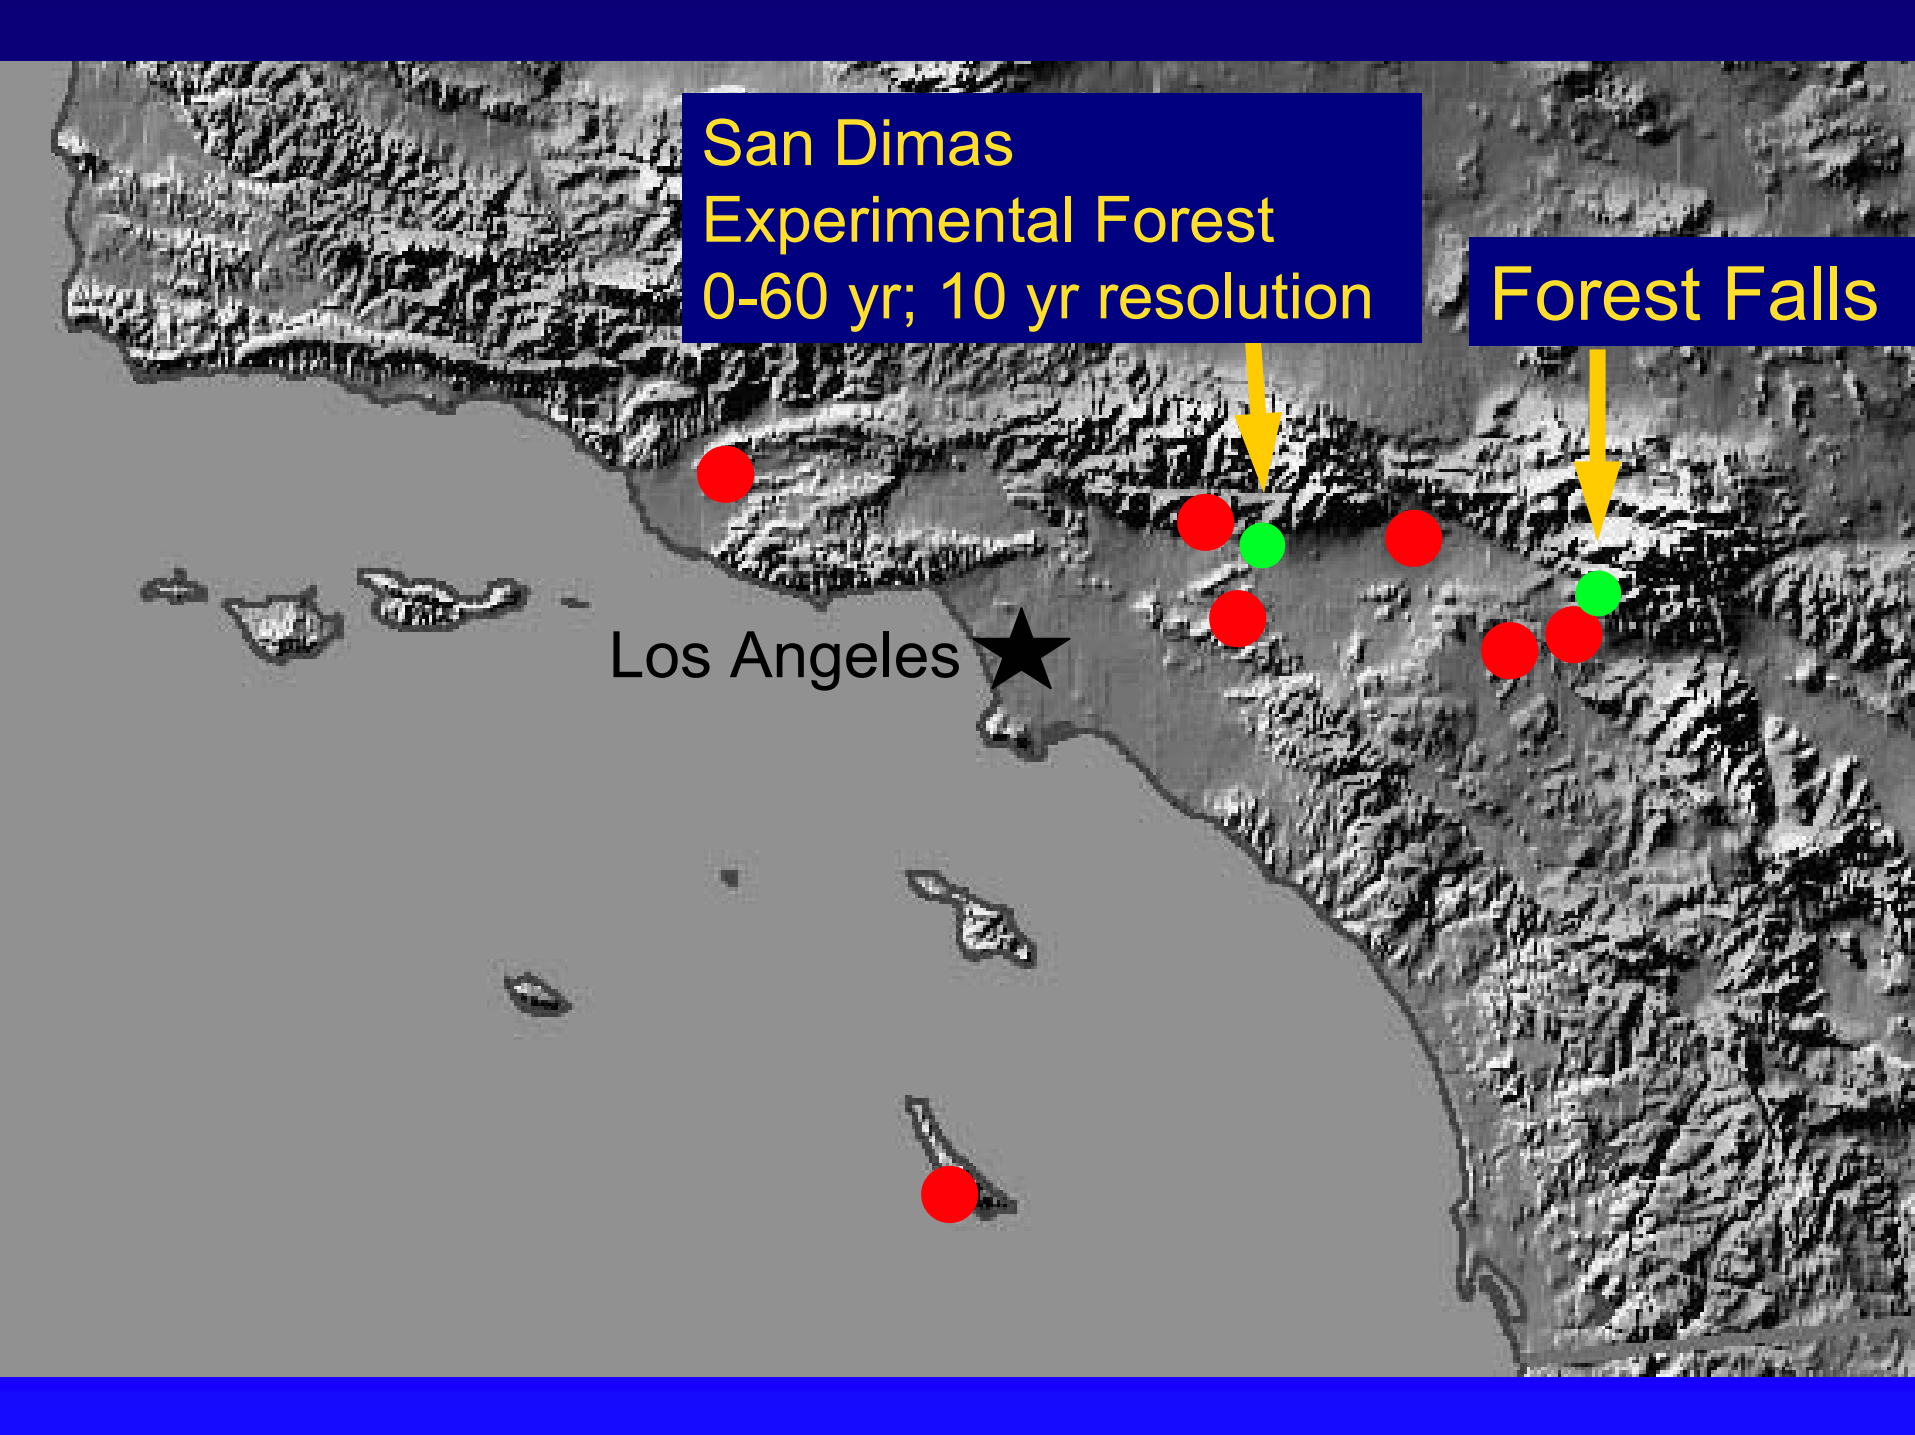 San Dimas
Experimental Forest
0-60 yr; 10 yr resolution
Forest Falls
Los Angeles